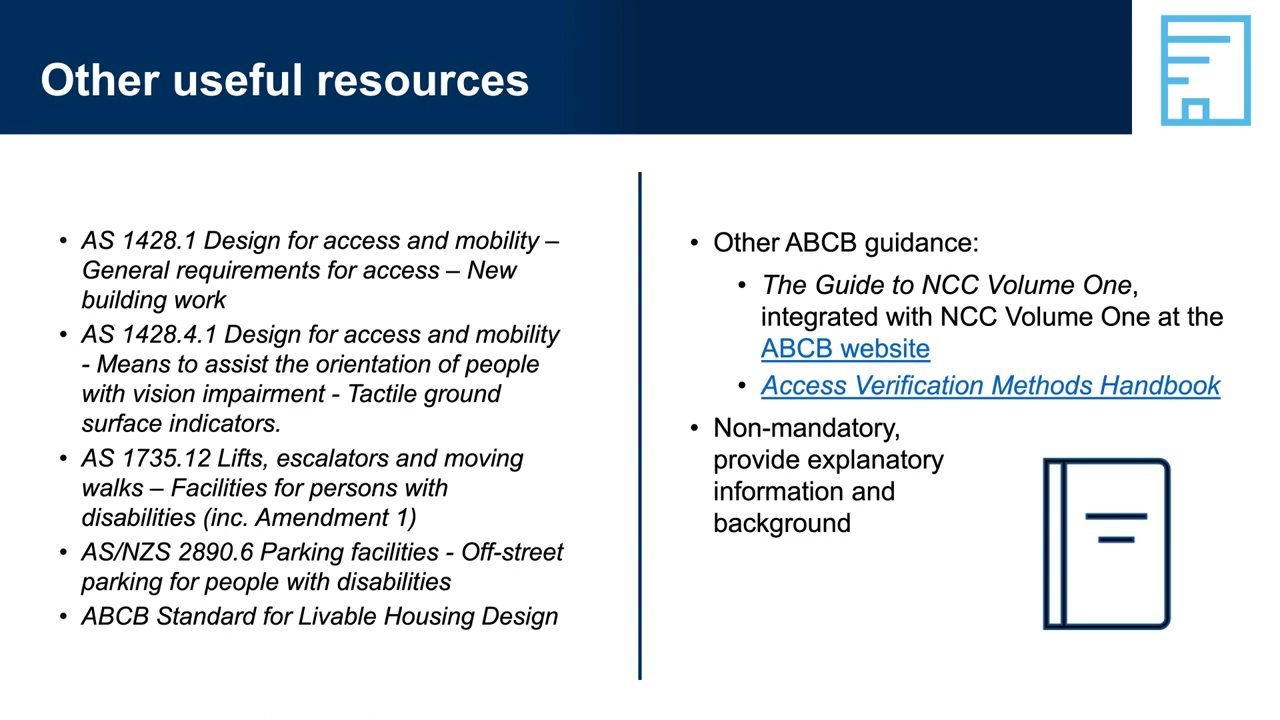 Other useful resources
• AS 1428.1 Design for access and mobility –
General requirements for access – New
building work
• AS 1428.4.1 Design for access and mobility
- Means to assist the orientation of people
with vision impairment - Tactile ground
surface indicators.
• AS 1735.12 Lifts, escalators and moving
walks – Facilities for persons with
disabilities (inc. Amendment 1)
• AS/NZS 2890.6 Parking facilities - Off-street
parking for people with disabilities
• ABCB Standard for Livable Housing Design
• Other ABCB guidance:
• The Guide to NCC Volume One,
integrated with NCC Volume One at the
ABCB website
• Access Verification Methods Handbook
• Non-mandatory,
provide explanatory
information and
background